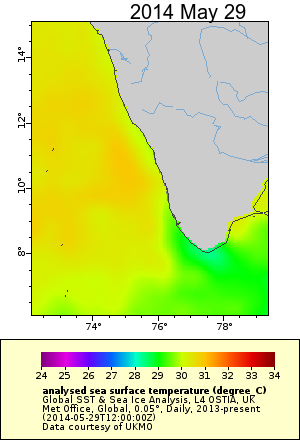 2014 May 29
14°
12°
10°
8°
74°
76°
78°
24 25 26 27 28 29 30 31 32 33 34
analysed sea surface temperature (degree_C)
Global SST & Sea Ice Analysis, L4 OSTIA, UK
Met Office, Global, 0.05°, Daily, 2013-present
(2014-05-29T12:00:00Z)
Data courtesy of UKMO